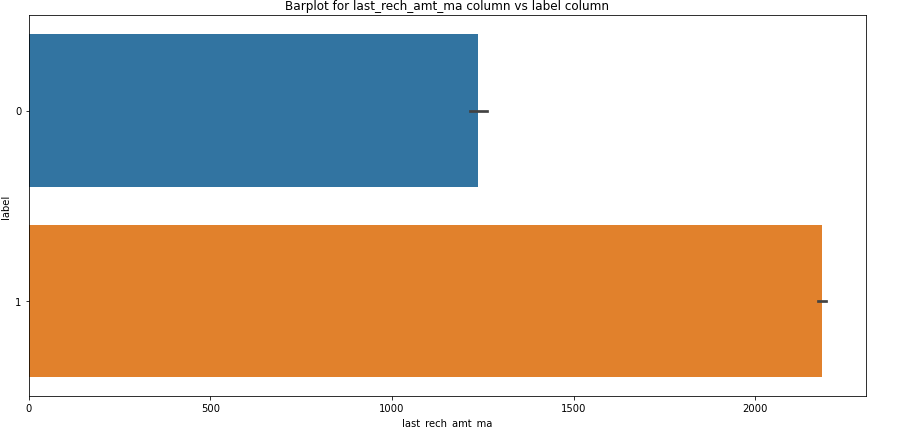 Barplot for last_rech_amt_ma column vs label column
0
label
1
0 500 1000 1500 2000
last_rech_amt_ma